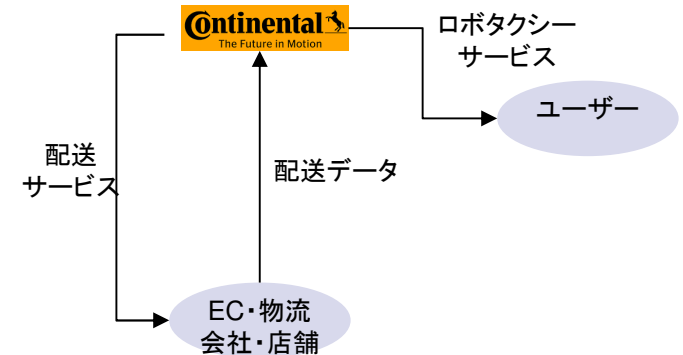 Continental
The Future in Motion
ロボタクシー
サービス
ユーザー
配送
サービス
配送データ
EC・物流
会社・店舗